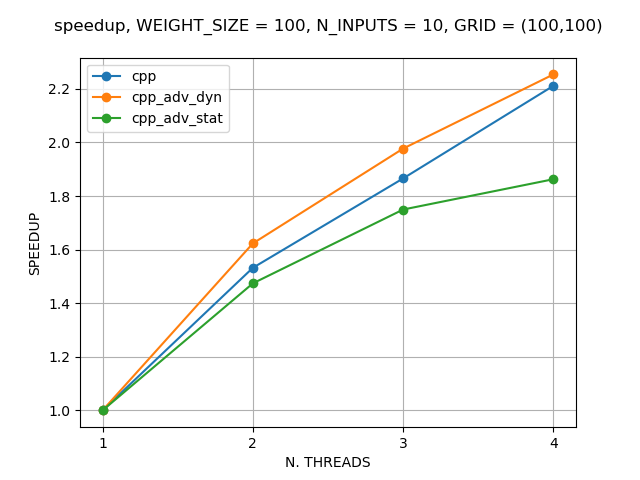 speedup, WEIGHT_SIZE = 100, N_INPUTS = 10, GRID = (100,100)
cpp
cpp_adv_dyn
cpp_adv_stat
2.2
2.0
1.8
1.6
1.4
1.2
1.0
SPEEDUP
1 2 3 4
N. THREADS